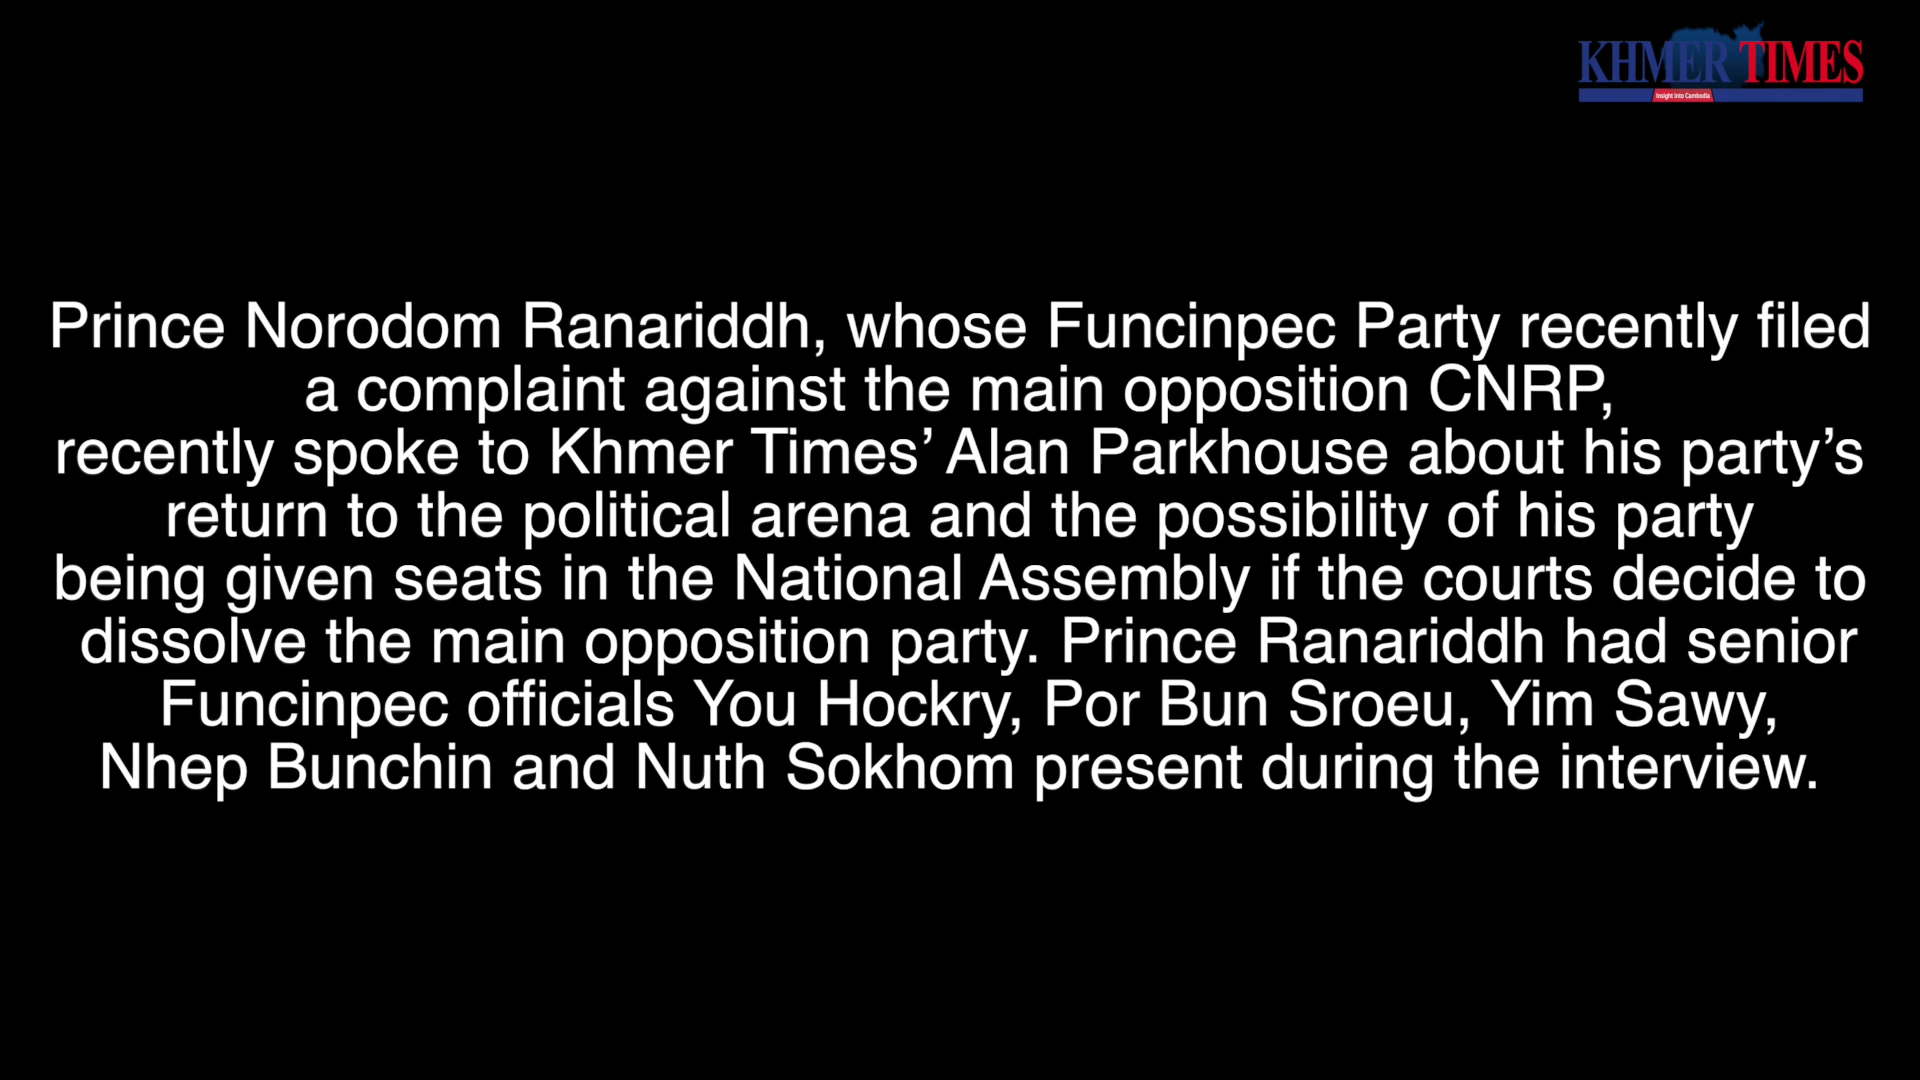 KHMER TIMES
Insight into Cambodia
Prince Norodom Ranariddh, whose Funcinpec Party recently filed
a complaint against the main opposition CNRP,
recently spoke to Khmer Times’ Alan Parkhouse about his party’s
return to the political arena and the possibility of his party
being given seats in the National Assembly if the courts decide to
dissolve the main opposition party. Prince Ranariddh had senior
Funcinpec officials You Hockry, Por Bun Sroeu, Yim Sawy,
Nhep Bunchin and Nuth Sokhom present during the interview.